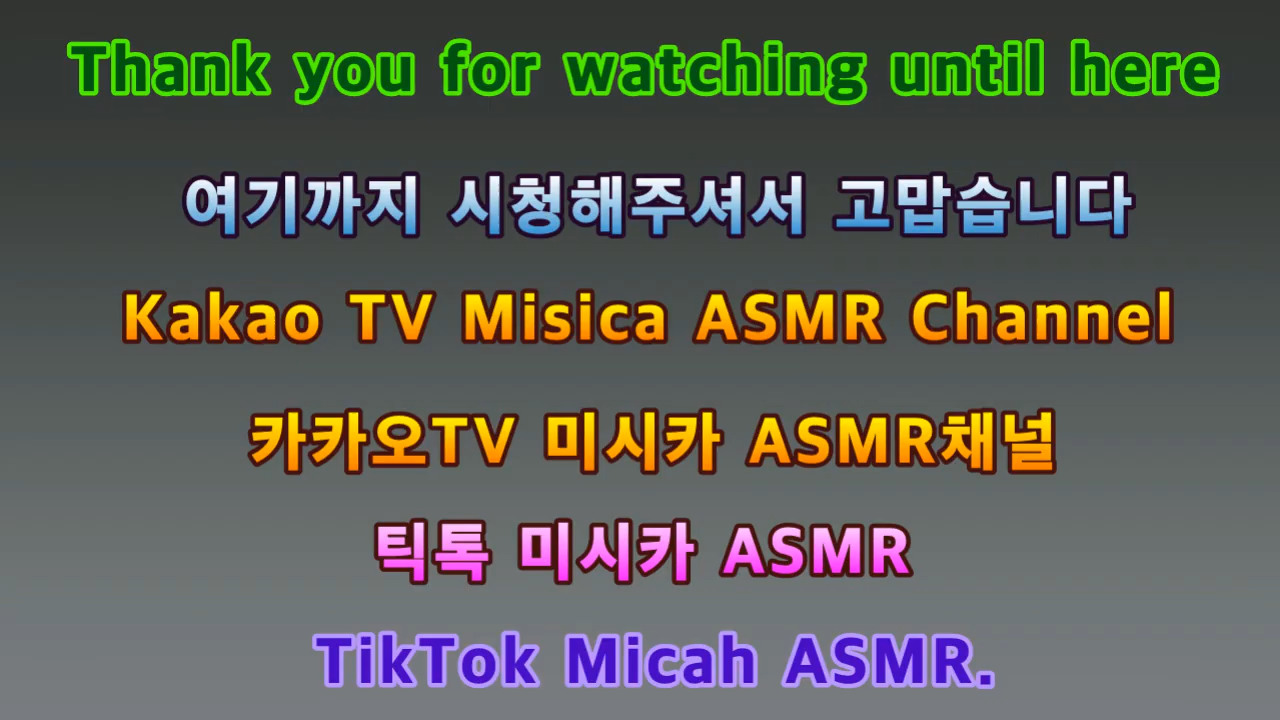 Thank you for watching until here
여기까지 시청해주셔서 고맙습니다
Kakao TV Misica ASMR Channel
카카오TV 미시카 ASMR채널
틱톡 미시카 ASMR
TikTok Micah ASMR.